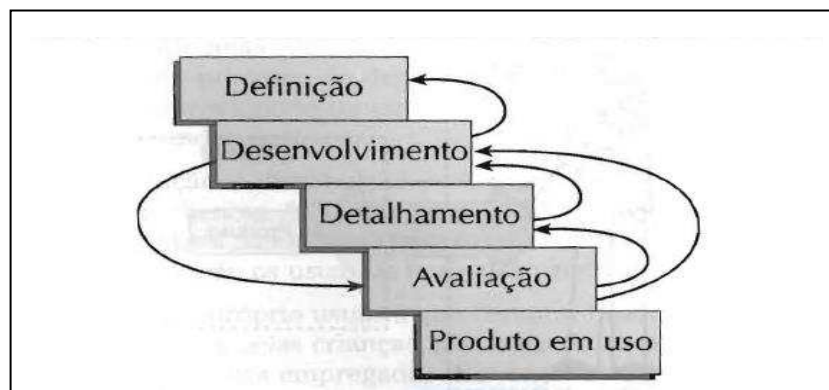 Definição
Desenvolvimento
Detalhamento
Avaliação
Produto em uso